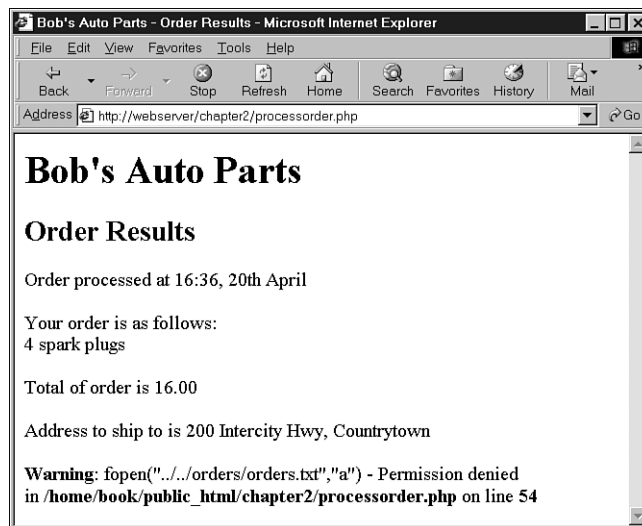 Bob's Auto Parts - Order Results - Microsoft Internet Explorer
File Edit View Favorites Tools Help
Back Forward Stop Refresh Home Search Favorites History Mail
Address http://webserver/chapter2/processorder.php Go
Bob's Auto Parts
Order Results
Order processed at 16:36, 20th April
Your order is as follows:
4 spark plugs
Total of order is 16.00
Address to ship to is 200 Intercity Hwy, Countrytown
Warning: fopen("../../orders/orders.txt","a") - Permission denied
in /home/book/public_html/chapter2/processorder.php on line 54